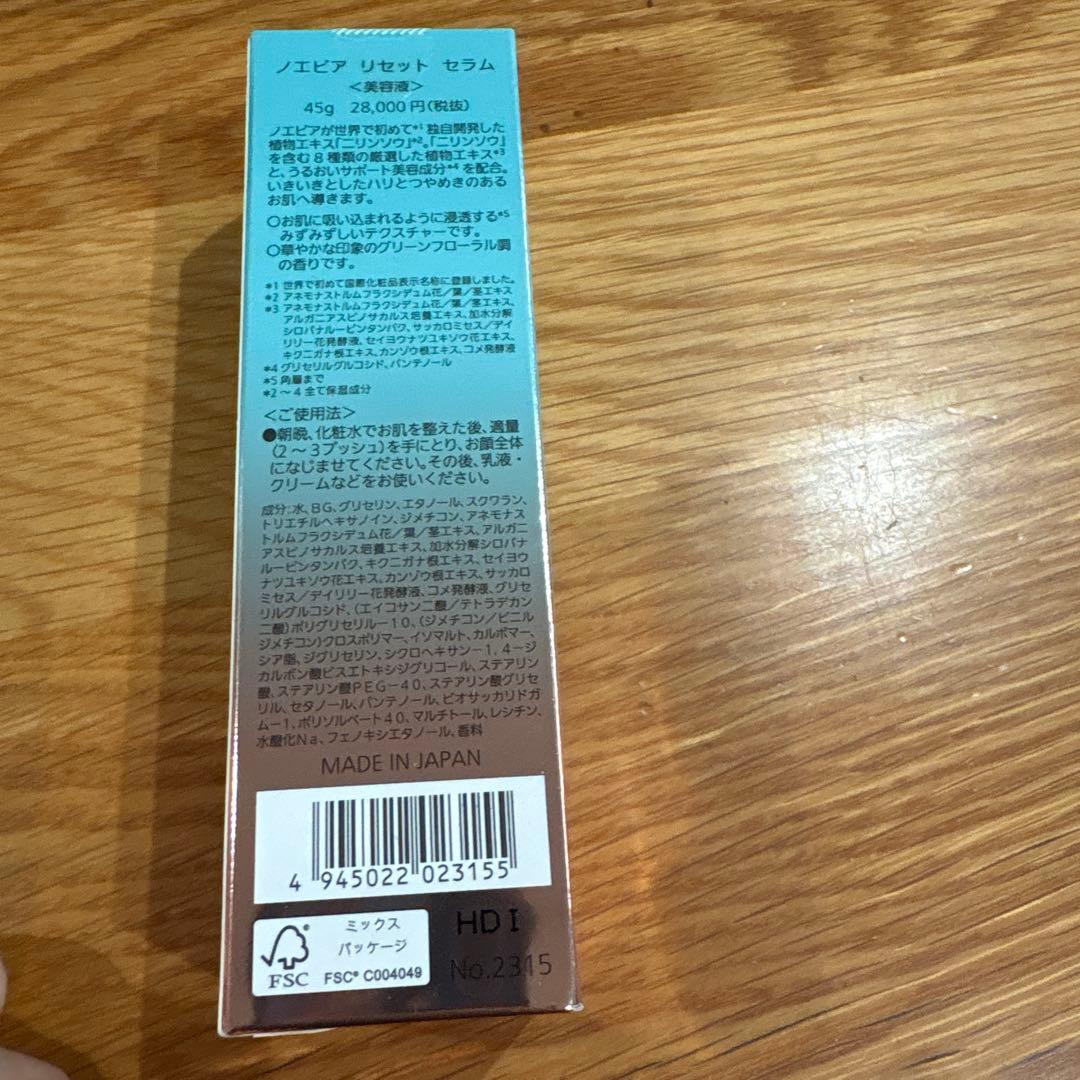 ノエビア リセット セラム
<美容液>
45g 28,000円(税抜)
ノエビアが世界で初めて*1 独自開発した
植物エキス「ニリンソウ」*2。「ニリンソウ」
を含む8種類の厳選した植物エキス*3
と、うるおいサポート美容成分*4 を配合。
いきいきとしたハリとつやめきのある
お肌へ導きます。
○お肌に吸い込まれるように浸透する*5
みずみずしいテクスチャーです。
○華やかな印象のグリーンフローラル調
の香りです。
*1 世界で初めて国際化粧品表示名称に登録しました。
*2 アネモナストルムフラクシデュム花/葉/茎エキス
*3 アネモナストルムフラクシデュム花/葉/茎エキス、
アルガニアスピノサカルス培養エキス、加水分解
シロバナルーピンタンパク、サッカロミセス/デイ
リリー花発酵液、セイヨウナツユキソウ花エキス、
キクニガナ根エキス、カンゾウ根エキス、コメ発酵液
*4 グリセリルグルコシド、パンテノール
*5 角層まで
*2~4 全て保湿成分
<ご使用法>
●朝晩、化粧水でお肌を整えた後、適量
(2~3プッシュ)を手にとり、お顔全体
になじませてください。その後、乳液・
クリームなどをお使いください。
成分:水、BG、グリセリン、エタノール、スクワラン、
トリエチルヘキサノイン、ジメチコン、アネモナス
トルムフラクシデュム花/葉/茎エキス、アルガニ
アスピノサカルス培養エキス、加水分解シロバナ
ルーピンタンパク、キクニガナ根エキス、セイヨウ
ナツユキソウ花エキス、カンゾウ根エキス、サッカロ
ミセス/デイリリー花発酵液、コメ発酵液、グリセ
リルグルコシド、(エイコサン二酸/テトラデカン
二酸)ポリグリセリル-10、(ジメチコン/ビニル
ジメチコン)クロスポリマー、イソマルト、カルボマー、
シア脂、ジグリセリン、シクロヘキサン-1,4-ジ
カルボン酸ビスエトキシジグリコール、ステアリン
酸、ステアリン酸PEG-40、ステアリン酸グリセ
リル、セタノール、パンテノール、ビオサッカリドガ
ム-1、ポリソルベート40、マルチトール、レシチン、
水酸化Na、フェノキシエタノール、香料
MADE IN JAPAN
4 945022 023155
ミックス
パッケージ
FSC FSC® C004049
HD I
No.2315